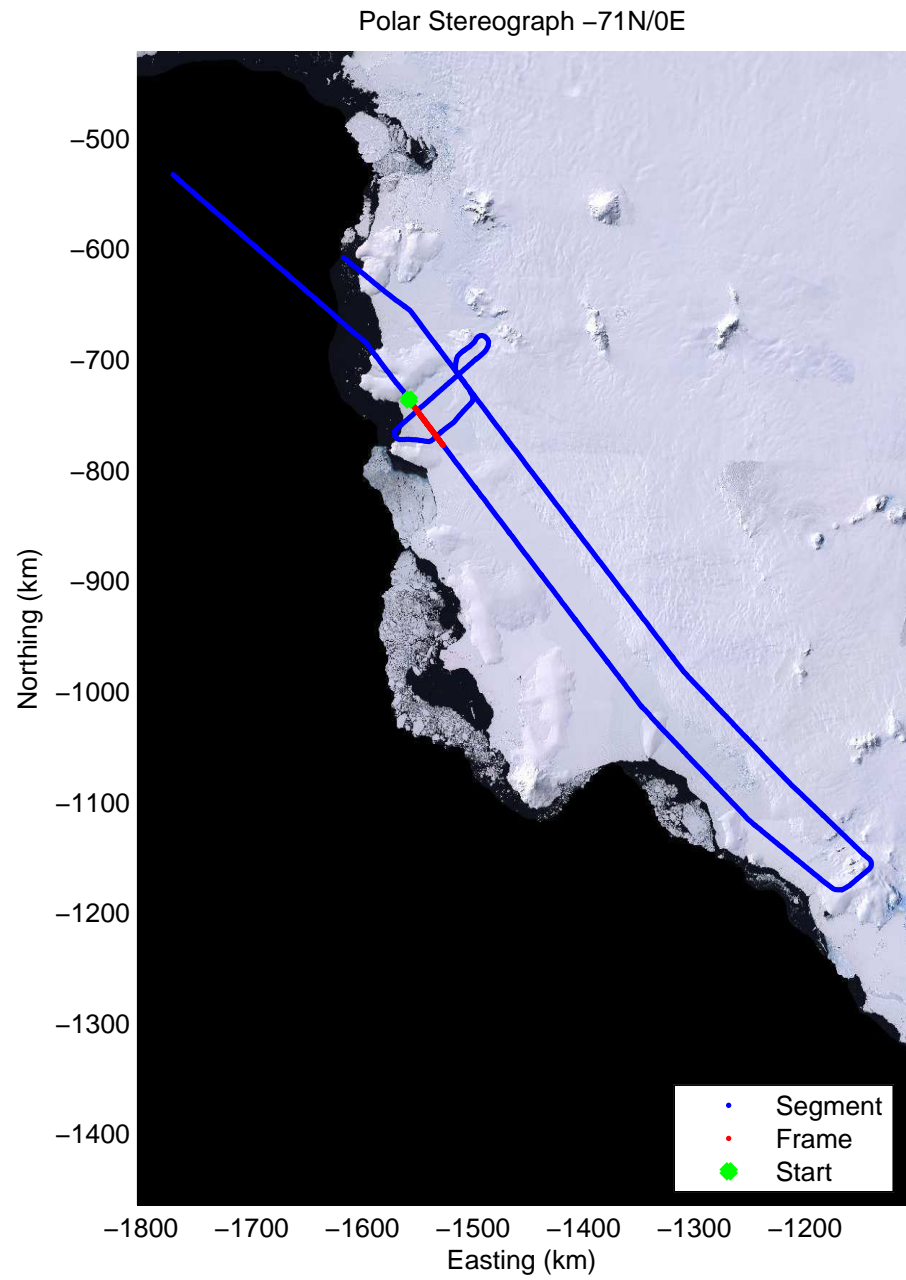 Polar Stereograph −71N/0E
−500
−600
−700
−800
−900
−1000
−1100
−1200
−1300
−1400
Northing (km)
Segment
Frame
Start
−1800 −1700 −1600 −1500 −1400 −1300 −1200
Easting (km)